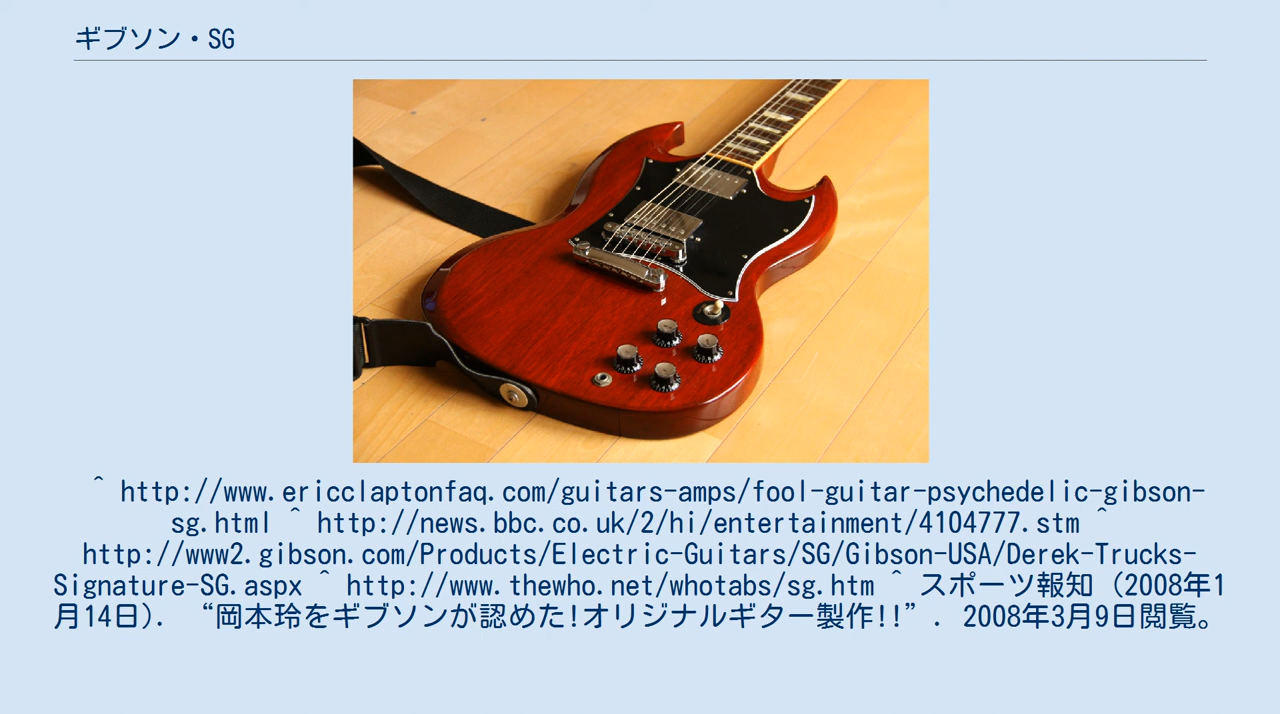 ギブソン・SG
^ http://www.ericclaptonfaq.com/guitars-amps/fool-guitar-psychedelic-gibson-
sg.html ^ http://news.bbc.co.uk/2/hi/entertainment/4104777.stm ^
http://www2.gibson.com/Products/Electric-Guitars/SG/Gibson-USA/Derek-Trucks-
Signature-SG.aspx ^ http://www.thewho.net/whotabs/sg.htm ^ スポーツ報知 (2008年1
月14日). “岡本玲をギブソンが認めた!オリジナルギター製作!!”. 2008年3月9日閲覧。